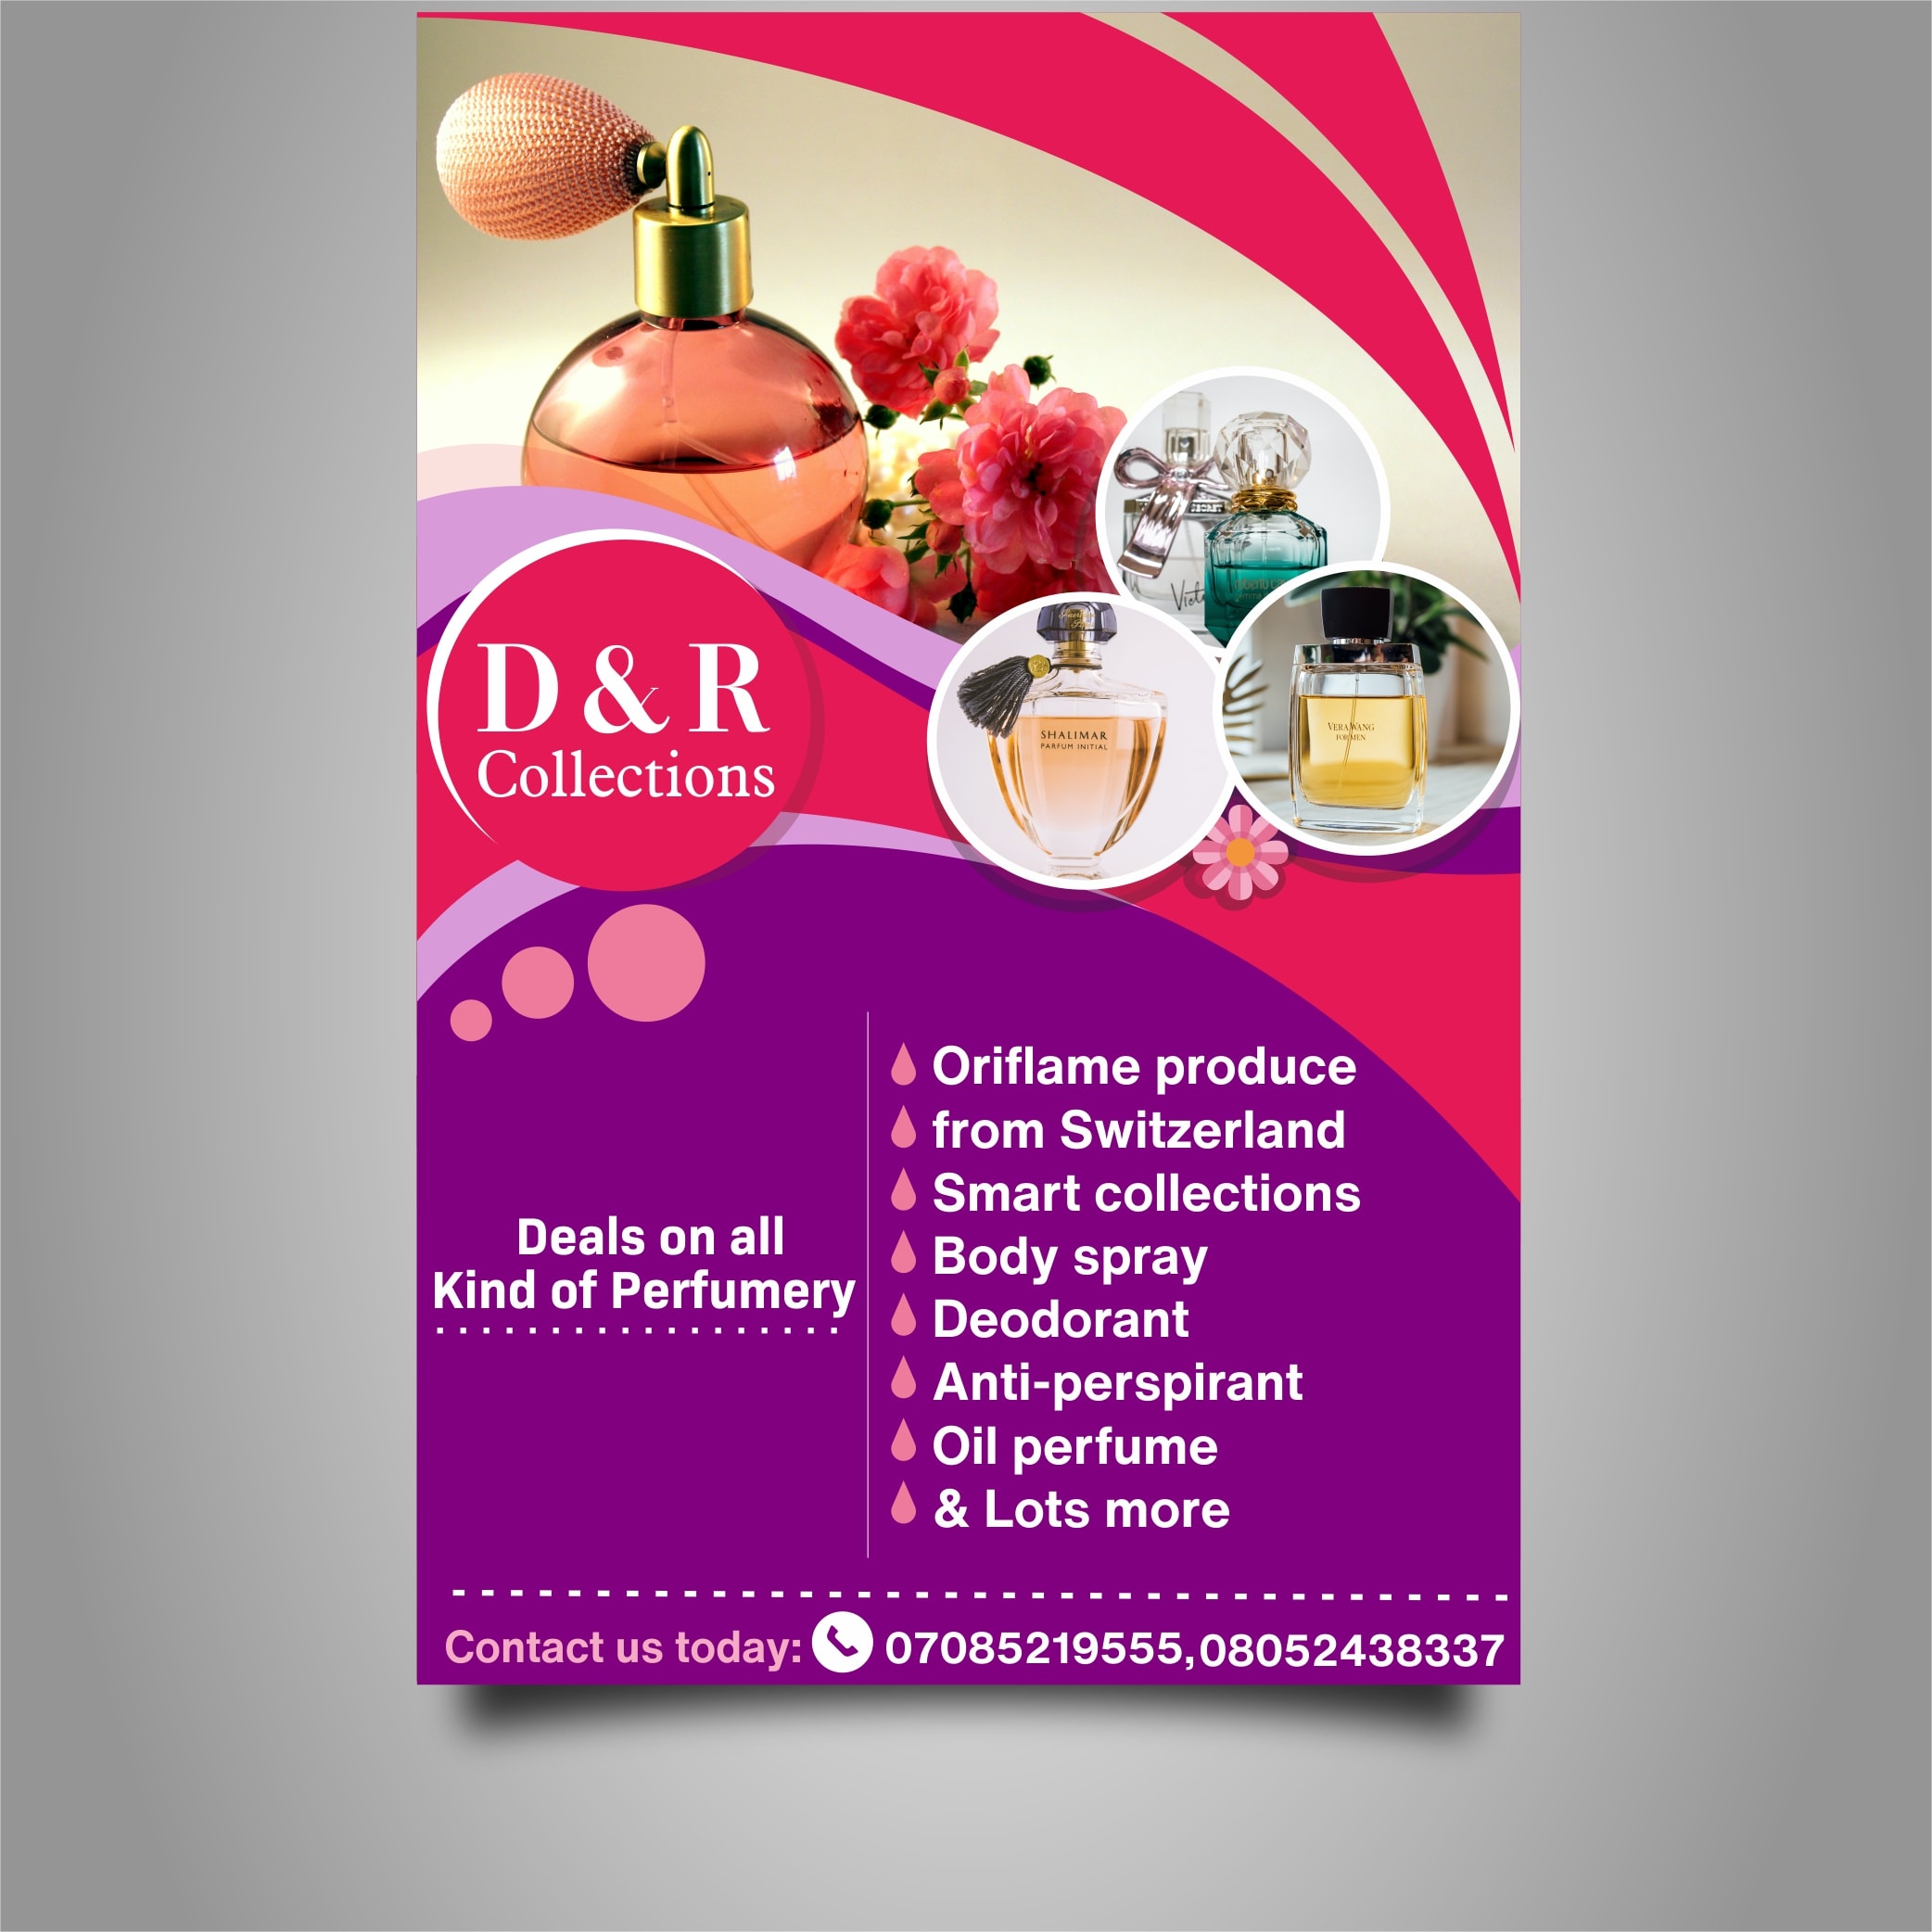 D & R
Collections
SECRET
SHALIMAR
PARFUM INITIAL
VERA WANG
FOR MEN
Oriflame produce
from Switzerland
Smart collections
Body spray
Deodorant
Anti-perspirant
Oil perfume
& Lots more
Deals on all
Kind of Perfumery
Contact us today: 07085219555,08052438337